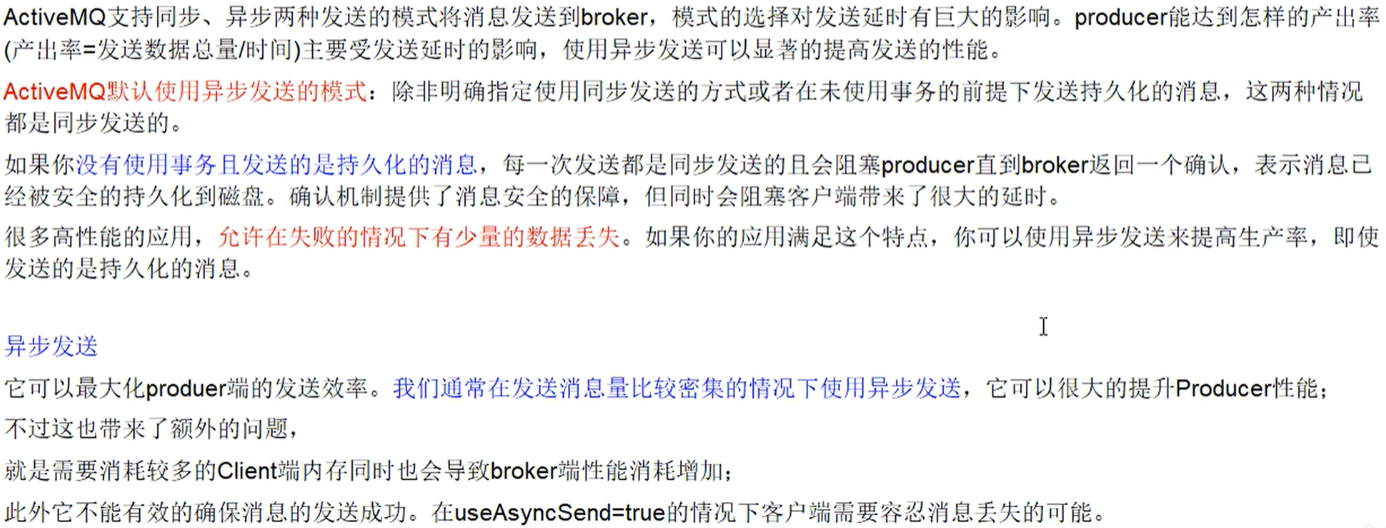 ActiveMQ支持同步、异步两种发送的模式将消息发送到broker，模式的选择对发送延时有巨大的影响。producer能达到怎样的产出率
(产出率=发送数据总量/时间)主要受发送延时的影响，使用异步发送可以显著的提高发送的性能。
ActiveMQ默认使用异步发送的模式：除非明确指定使用同步发送的方式或者在未使用事务的前提下发送持久化的消息，这两种情况
都是同步发送的。
如果你没有使用事务且发送的是持久化的消息，每一次发送都是同步发送的且会阻塞producer直到broker返回一个确认，表示消息已
经被安全的持久化到磁盘。确认机制提供了消息安全的保障，但同时会阻塞客户端带来了很大的延时。
很多高性能的应用，允许在失败的情况下有少量的数据丢失。如果你的应用满足这个特点，你可以使用异步发送来提高生产率，即使
发送的是持久化的消息。
异步发送
它可以最大化produer端的发送效率。我们通常在发送消息量比较密集的情况下使用异步发送，它可以很大的提升Producer性能；
不过这也带来了额外的问题，
就是需要消耗较多的Client端内存同时也会导致broker端性能消耗增加；
此外它不能有效的确保消息的发送成功。在useAsyncSend=true的情况下客户端需要容忍消息丢失的可能。